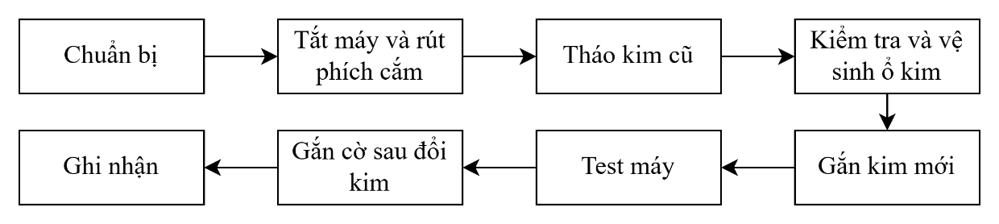 Chuẩn bị
Tắt máy và rút
phích cắm
Tháo kim cũ
Kiểm tra và vệ
sinh ổ kim
Gắn kim mới
Test máy
Gắn cờ sau đổi
kim
Ghi nhận